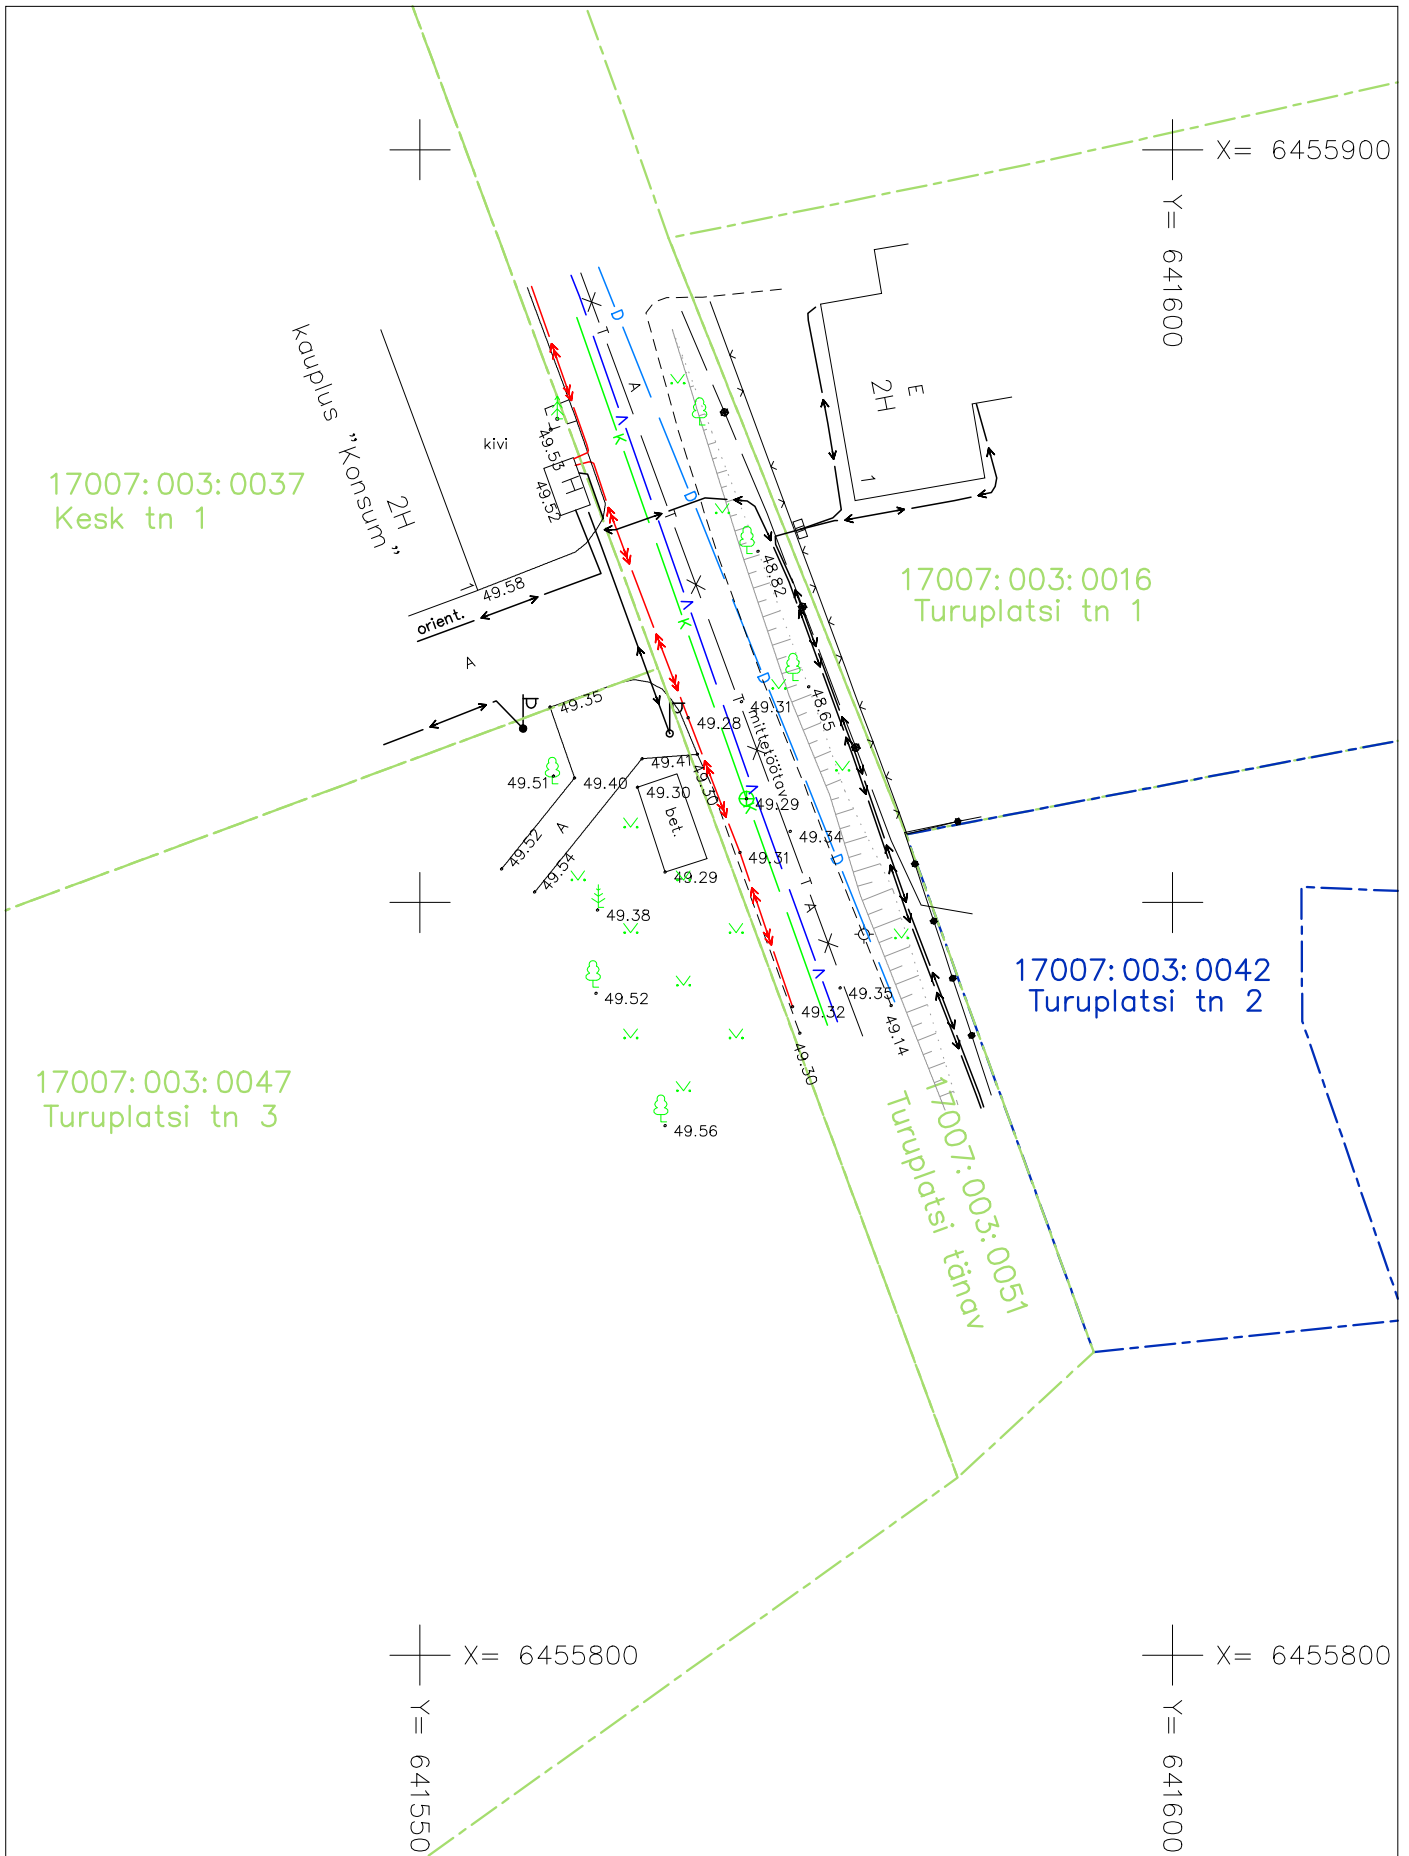 X= 6455900
Y= 641600
E
2H
1
kauplus "Konsum"
2H
1
kivi
49.53
49.52
49.58
orient.
A
17007:003:0037
Kesk tn 1
17007:003:0016
Turuplatsi tn 1
D
T
A
V
K
D
T
V
K
D
T
48.82
48.65
49.31
mittetöötav
49.35
49.28
49.41
49.30
49.51
49.40
49.30
bet.
49.29
V
K
49.34
D
49.31
49.52
A
49.54
49.29
T
A
49.38
V
49.52
49.35
49.32
49.14
49.30
49.56
17007:003:0042
Turuplatsi tn 2
17007:003:0047
Turuplatsi tn 3
17007:003:0051
Turuplatsi tänav
X= 6455800
X= 6455800
Y= 641550
Y= 641600